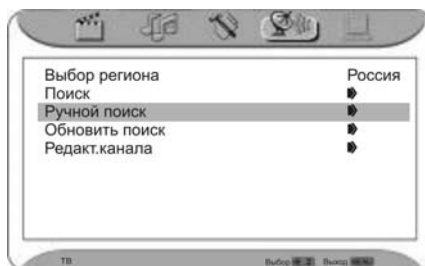 Выбор региона Россия
Поиск
Ручной поиск
Обновить поиск
Редакт.канала
ТВ Выбор Выход